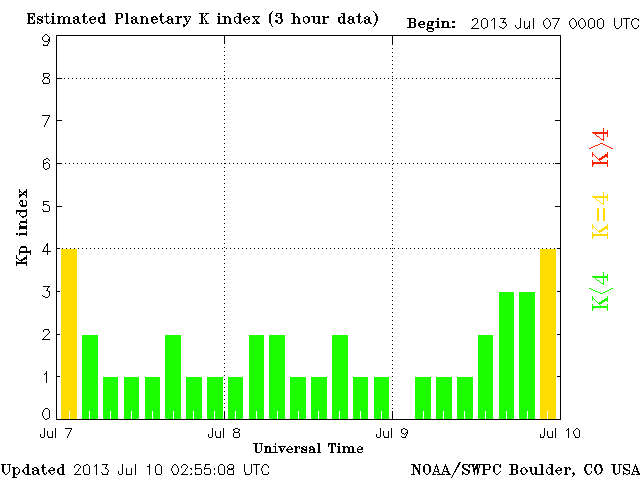 Estimated Planetary K index (3 hour data) Begin: 2013 Jul 07 0000 UTC
9
8
7
6
5
4
3
2
1
0
Kp index
Jul 7 Jul 8 Jul 9 Jul 10
Universal Time
K>4
K=4
K<4
Updated 2013 Jul 10 02:55:08 UTC NOAA/SWPC Boulder, CO USA